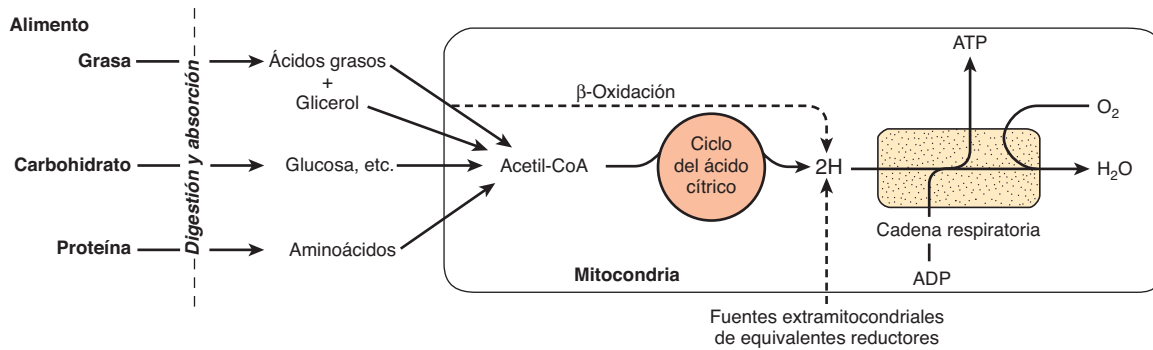 Alimento
Grasa
Digestión y absorción
Ácidos grasos
+
Glicerol
Carbohidrato
Glucosa, etc.
Proteína
Aminoácidos
β-Oxidación
Acetil-CoA
Ciclo
del ácido
cítrico
2H
ATP
O₂
H₂O
Cadena respiratoria
ADP
Mitocondria
Fuentes extramitocondriales
de equivalentes reductores